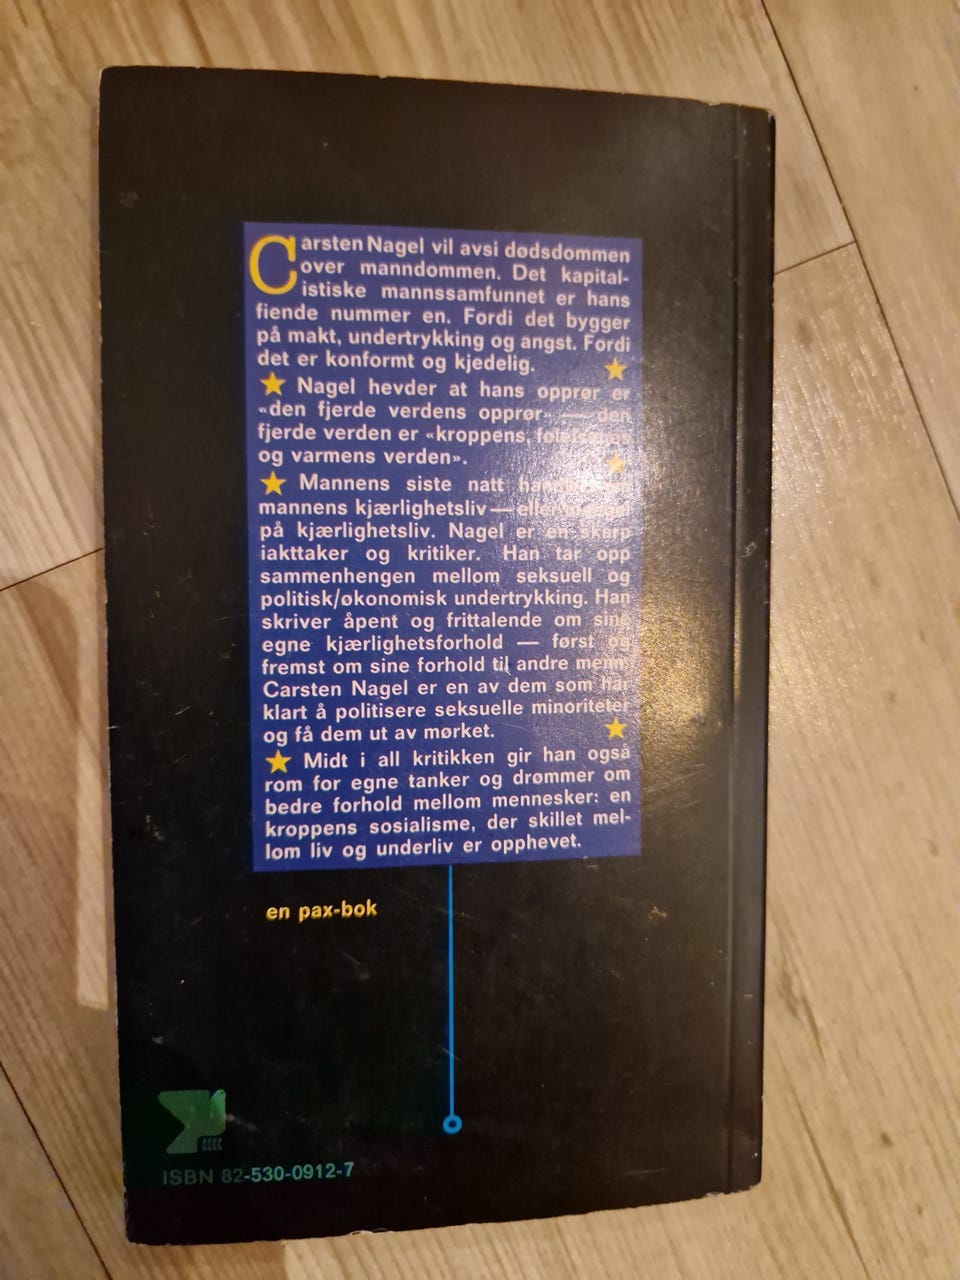 Carsten Nagel vil avsi dødsdommen
over manndommen. Det kapital-
istiske mannssamfunnet er hans
fiende nummer en. Fordi det bygger
på makt, undertrykking og angst. Fordi
det er konformt og kjedelig.
Nagel hevder at hans opprør er
«den fjerde verdens opprør» — den
fjerde verden er «kroppens,
og varmens verden».
Mannens siste natt
mannens kjærlighetsliv — eller
på kjærlighetsliv. Nagel er en skarp
iakttaker og kritiker. Han tar opp
sammenhengen mellom seksuell og
politisk/økonomisk undertrykking. Han
skriver åpent og frittalende om sine
egne kjærlighetsforhold — først og
fremst om sine forhold til andre menn.
Carsten Nagel er en av dem som har
klart å politisere seksuelle minoriteter
og få dem ut av mørket.
Midt i all kritikken gir han også
rom for egne tanker og drømmer om
bedre forhold mellom mennesker: en
kroppens sosialisme, der skillet mel-
lom liv og underliv er opphevet.
en pax-bok
ISBN 82-530-0912-7